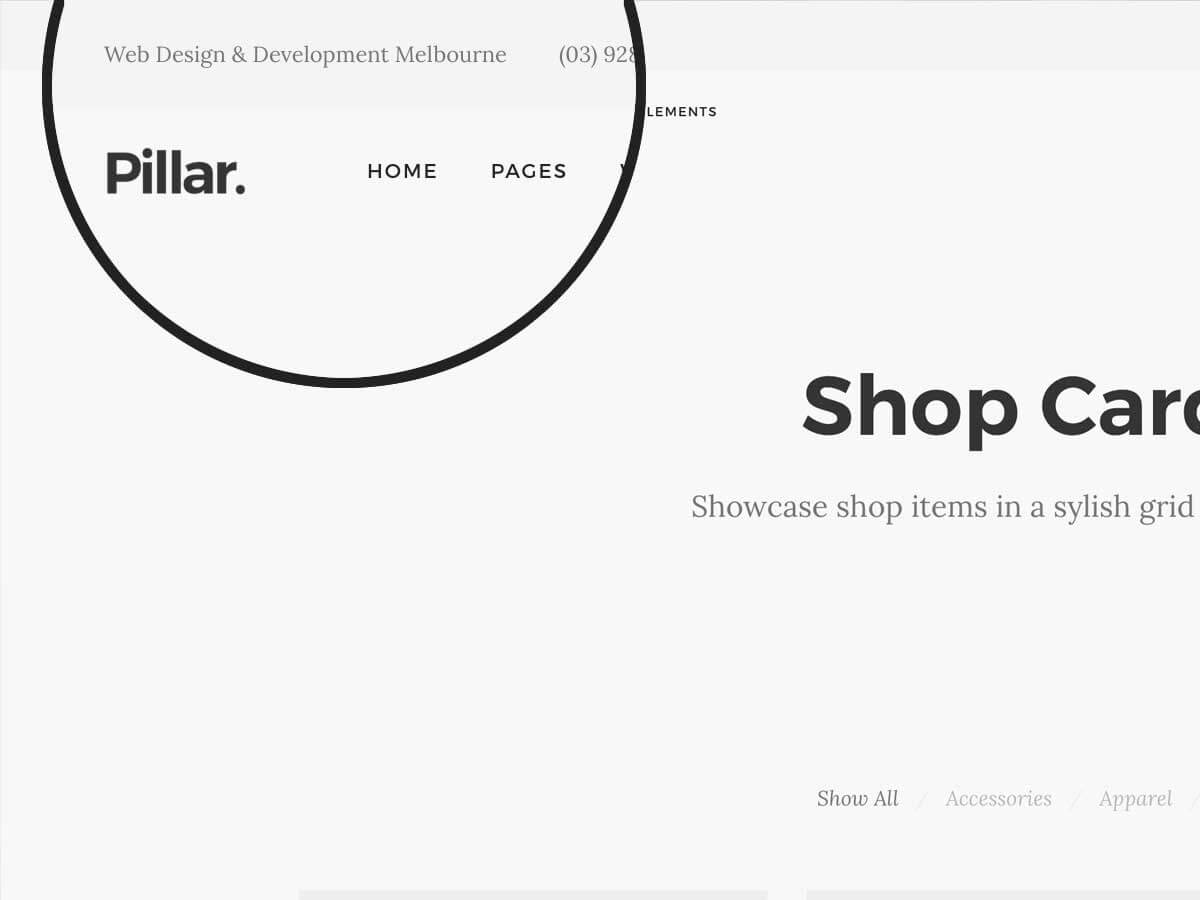 Web Design & Development Melbourne (03) 928
LEMENTS
Pillar. HOME PAGES
Shop Card
Showcase shop items in a sylish grid
Show All / Accessories / Apparel /